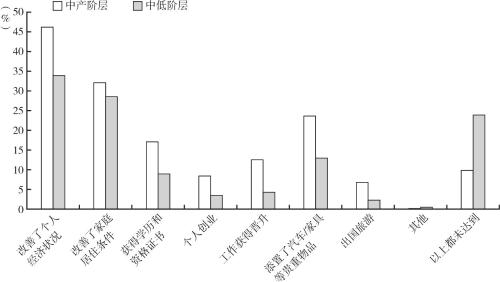 (%)
中产阶层
中低阶层
50
45
40
35
30
25
20
15
10
5
0
改善了个人
经济状况
改善了家庭
居住条件
获得学历和
资格证书
个人创业
工作获得晋升
添置了汽车/家具
等贵重物品
出国旅游
其他
以上都未达到